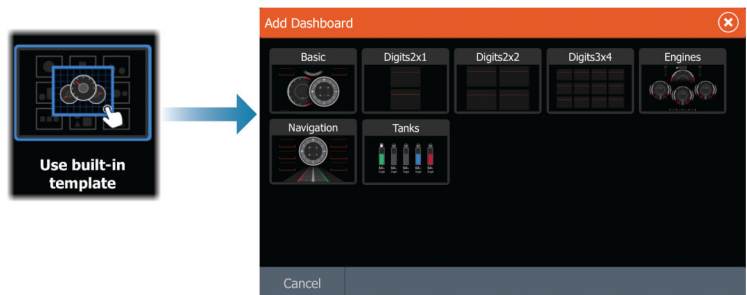 Use built-in
template
Add Dashboard
Basic
Digits2x1
Digits2x2
Digits3x4
Engines
Navigation
Tanks
Cancel